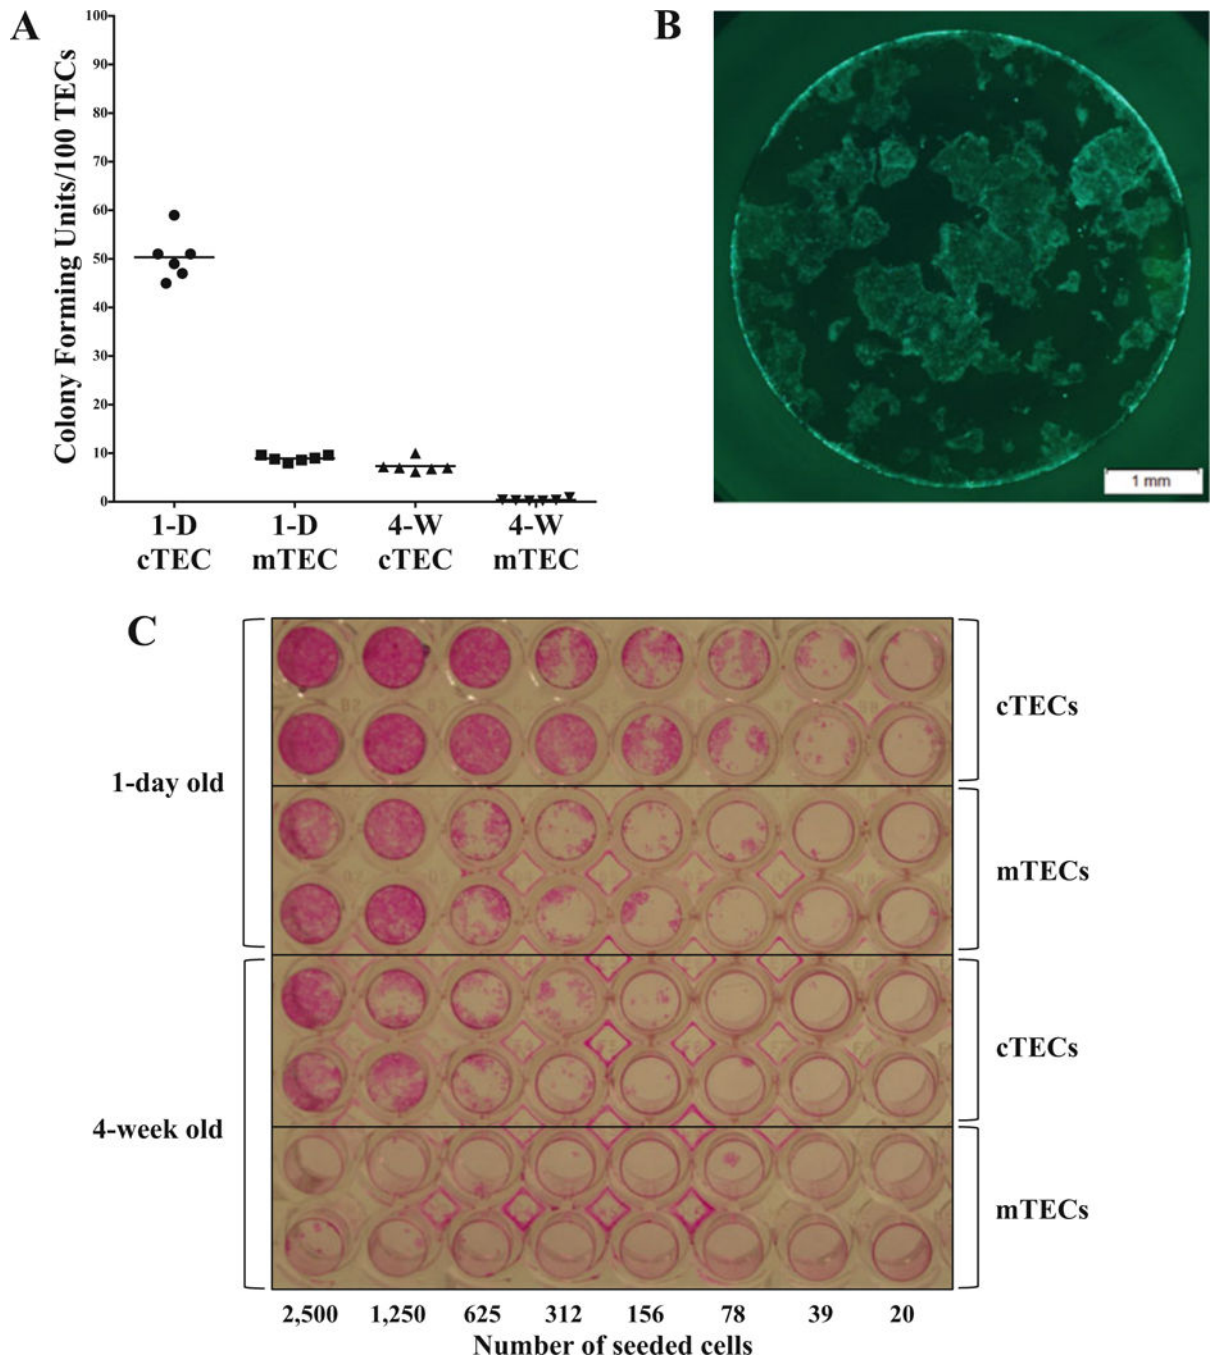 A
B
Colony Forming Units/100 TECs
100
90
80
70
60
50
40
30
20
10
0
1-D
cTEC
1-D
mTEC
4-W
cTEC
4-W
mTEC
1 mm
C
1-day old
4-week old
cTECs
mTECs
cTECs
mTECs
2,500 1,250 625 312 156 78 39 20
Number of seeded cells